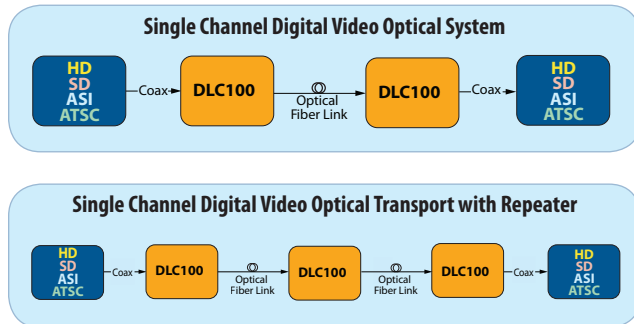 Single Channel Digital Video Optical System
HD
SD
ASI
ATSC
Coax
DLC100
Optical
Fiber Link
DLC100
Coax
HD
SD
ASI
ATSC
Single Channel Digital Video Optical Transport with Repeater
HD
SD
ASI
ATSC
Coax
DLC100
Optical
Fiber Link
DLC100
Optical
Fiber Link
DLC100
Coax
HD
SD
ASI
ATSC